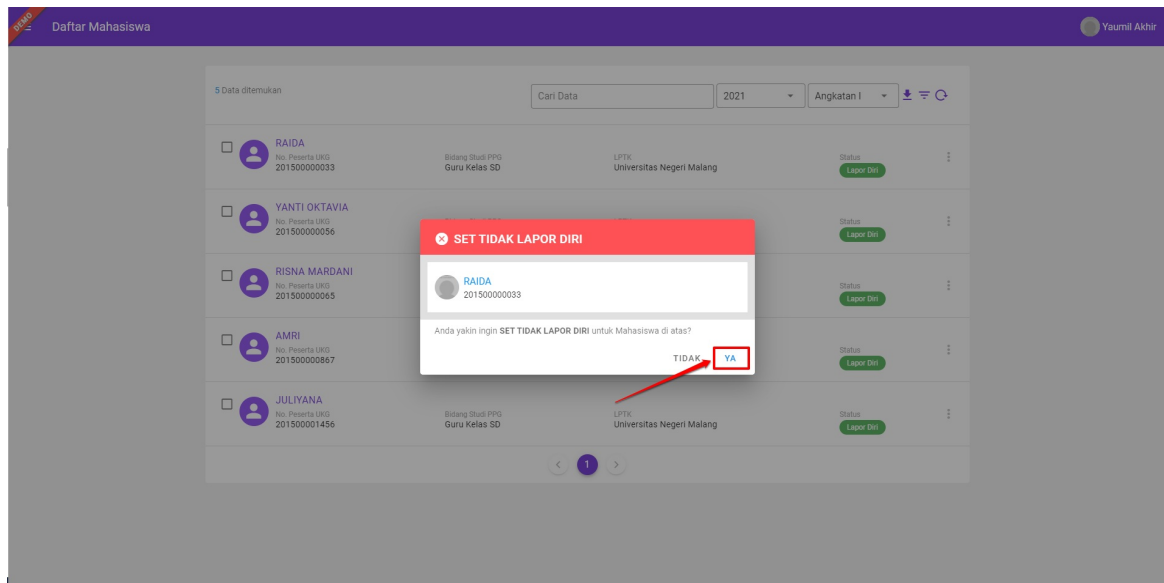 DEMO
Daftar Mahasiswa
Yaumil Akhir
5 Data ditemukan
Cari Data
2021
Angkatan I
RAIDA
No. Peserta UKG
201500000033
Bidang Studi PPG
Guru Kelas SD
LPTK
Universitas Negeri Malang
Status
Lapor Diri
YANTI OKTAVIA
No. Peserta UKG
201500000056
Status
Lapor Diri
RISNA MARDANI
No. Peserta UKG
201500000065
Status
Lapor Diri
AMRI
No. Peserta UKG
201500000867
Status
Lapor Diri
JULIYANA
No. Peserta UKG
201500001456
Bidang Studi PPG
Guru Kelas SD
LPTK
Universitas Negeri Malang
Status
Lapor Diri
1
SET TIDAK LAPOR DIRI
RAIDA
201500000033
Anda yakin ingin SET TIDAK LAPOR DIRI untuk Mahasiswa di atas?
TIDAK
YA